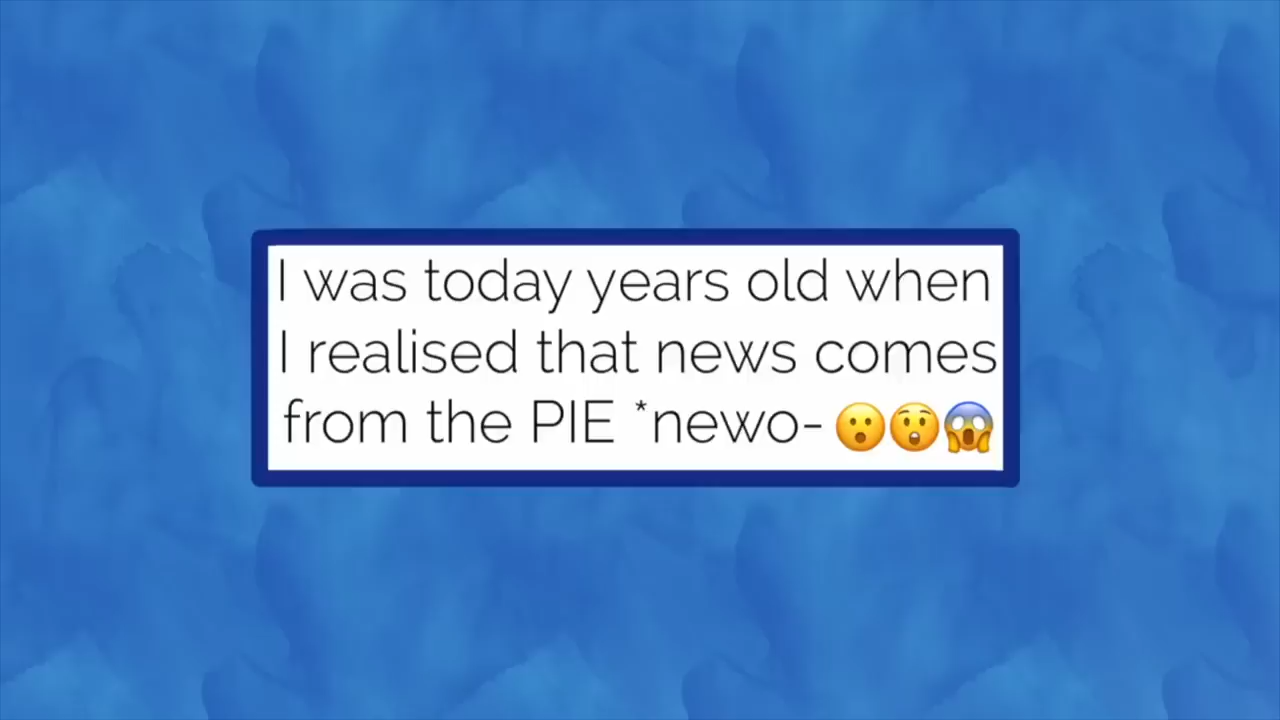 I was today years old when
I realised that news comes
from the PIE *newo- 😮😲😱